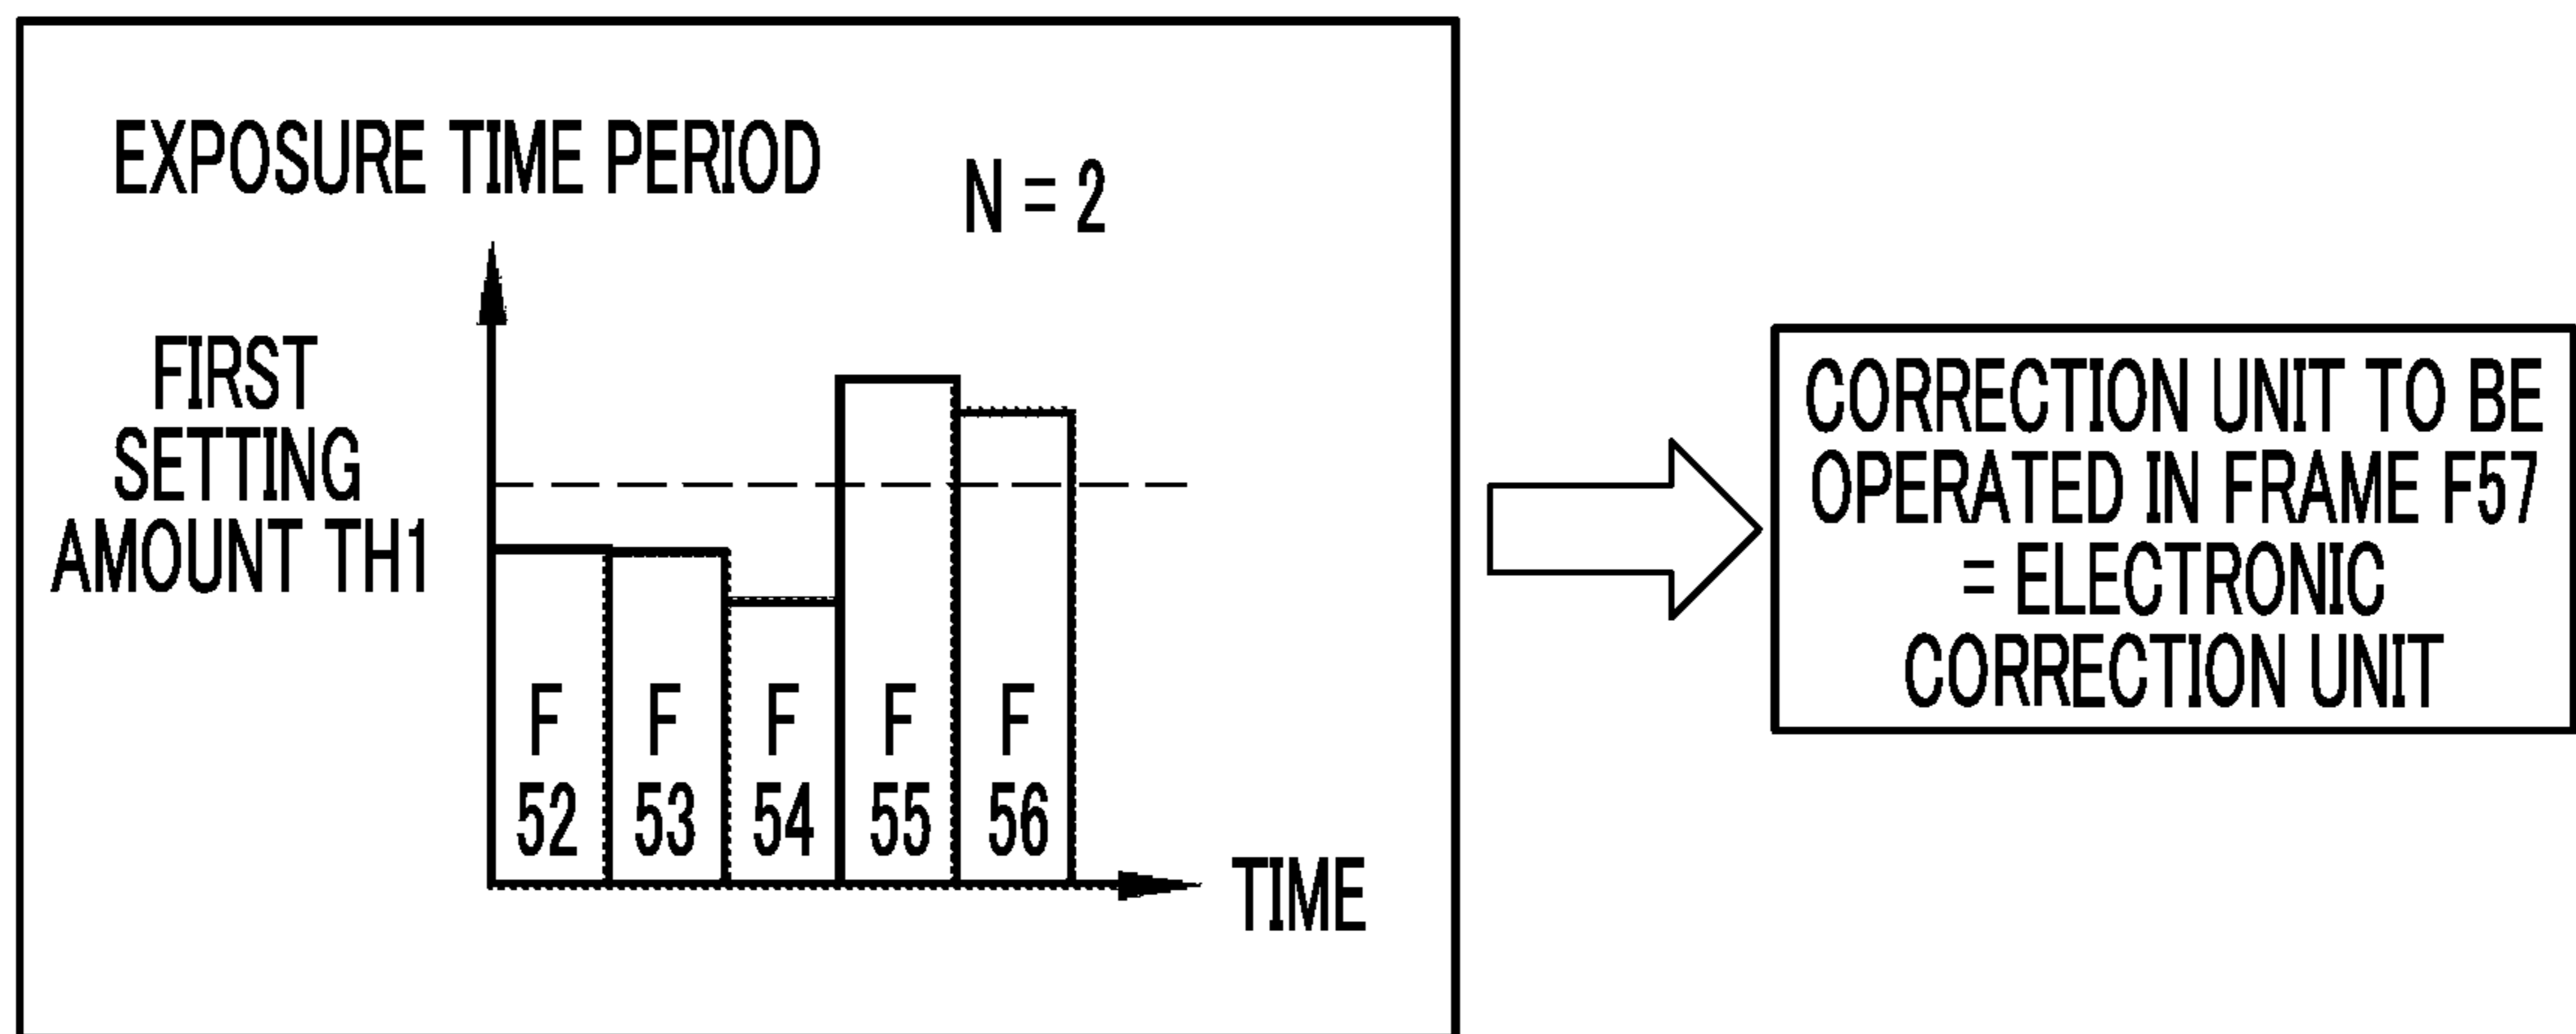 EXPOSURE TIME PERIOD
N = 2
FIRST
SETTING
AMOUNT TH1
F
52
F
53
F
54
F
55
F
56
TIME
CORRECTION UNIT TO BE
OPERATED IN FRAME F57
= ELECTRONIC
CORRECTION UNIT